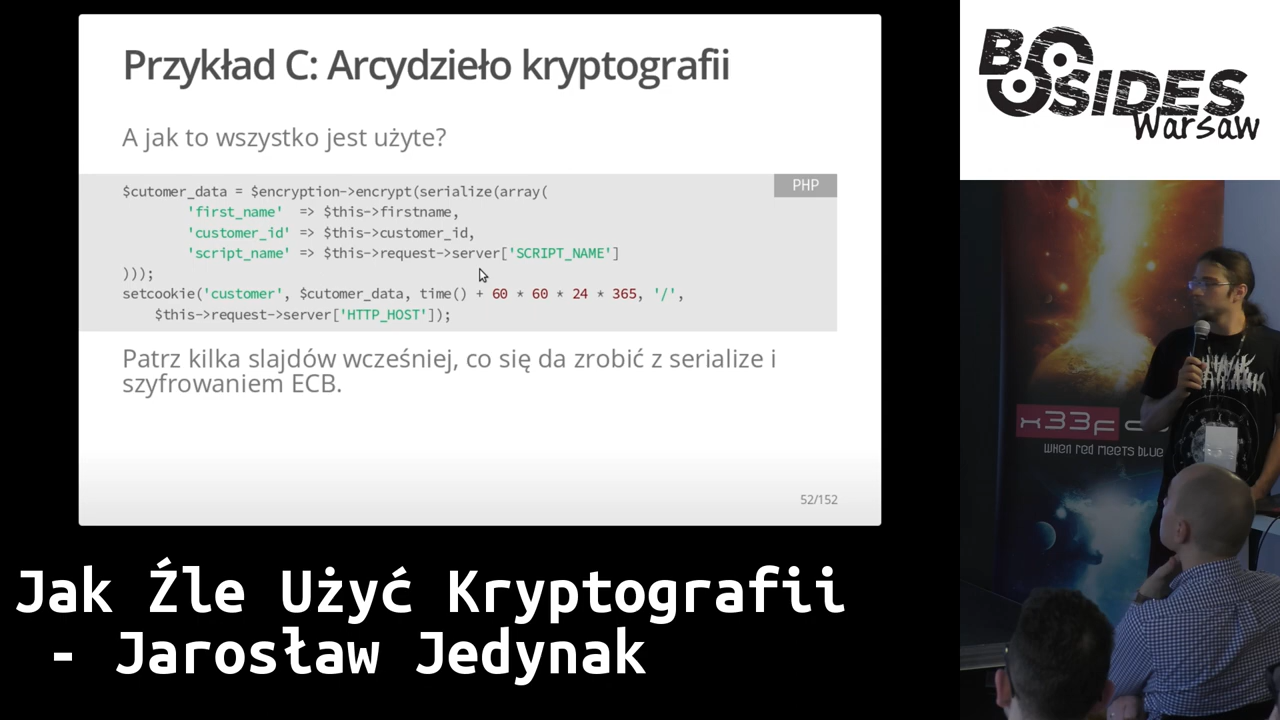 Przykład C: Arcydzieło kryptografii
A jak to wszystko jest użyte?
PHP
$cutomer_data = $encryption->encrypt(serialize(array(
'first_name' => $this->firstname,
'customer_id' => $this->customer_id,
'script_name' => $this->request->server['SCRIPT_NAME']
)));
setcookie('customer', $cutomer_data, time() + 60 * 60 * 24 * 365, '/',
$this->request->server['HTTP_HOST']);
Patrz kilka slajdów wcześniej, co się da zrobić z serialize i
szyfrowaniem ECB.
52/152
Jak Źle Użyć Kryptografii
- Jarosław Jedynak
BSIDES
Warsaw
x33f
when red meets blue